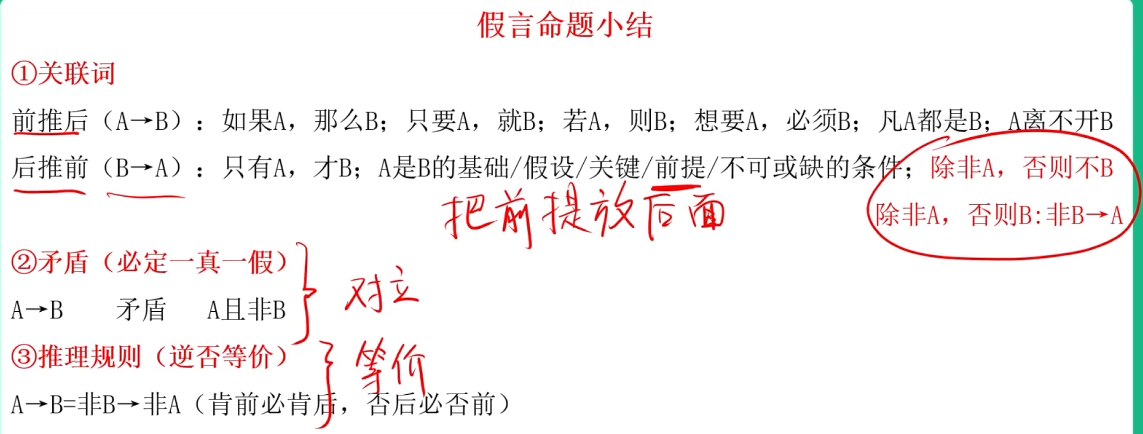 假言命题小结
①关联词
前推后（A→B）：如果A，那么B；只要A，就B；若A，则B；想要A，必须B；凡A都是B；A离不开B
后推前（B→A）：只有A，才B；A是B的基础/假设/关键/前提/不可或缺的条件；除非A，否则不B
把前提放后面
除非A，否则B:非B→A
②矛盾（必定一真一假）
对立
A→B 矛盾 A且非B
③推理规则（逆否等价）
等价
A→B=非B→非A（肯前必肯后，否后必否前）